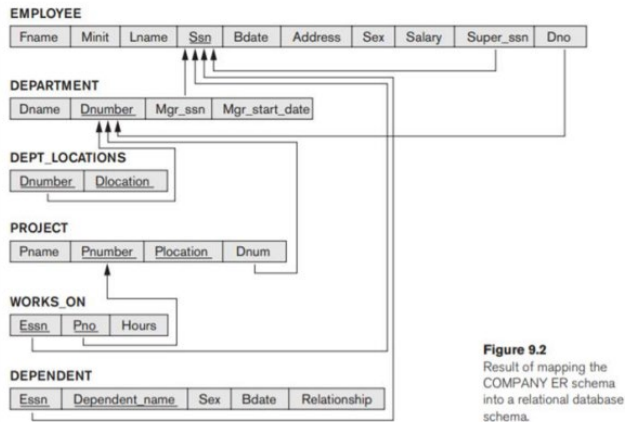 EMPLOYEE
Fname Minit Lname Ssn Bdate Address Sex Salary Super_ssn Dno
DEPARTMENT
Dname Dnumber Mgr_ssn Mgr_start_date
DEPT_LOCATIONS
Dnumber Dlocation
PROJECT
Pname Pnumber Plocation Dnum
WORKS_ON
Essn Pno Hours
DEPENDENT
Essn Dependent_name Sex Bdate Relationship
Figure 9.2
Result of mapping the
COMPANY ER schema
into a relational database
schema.